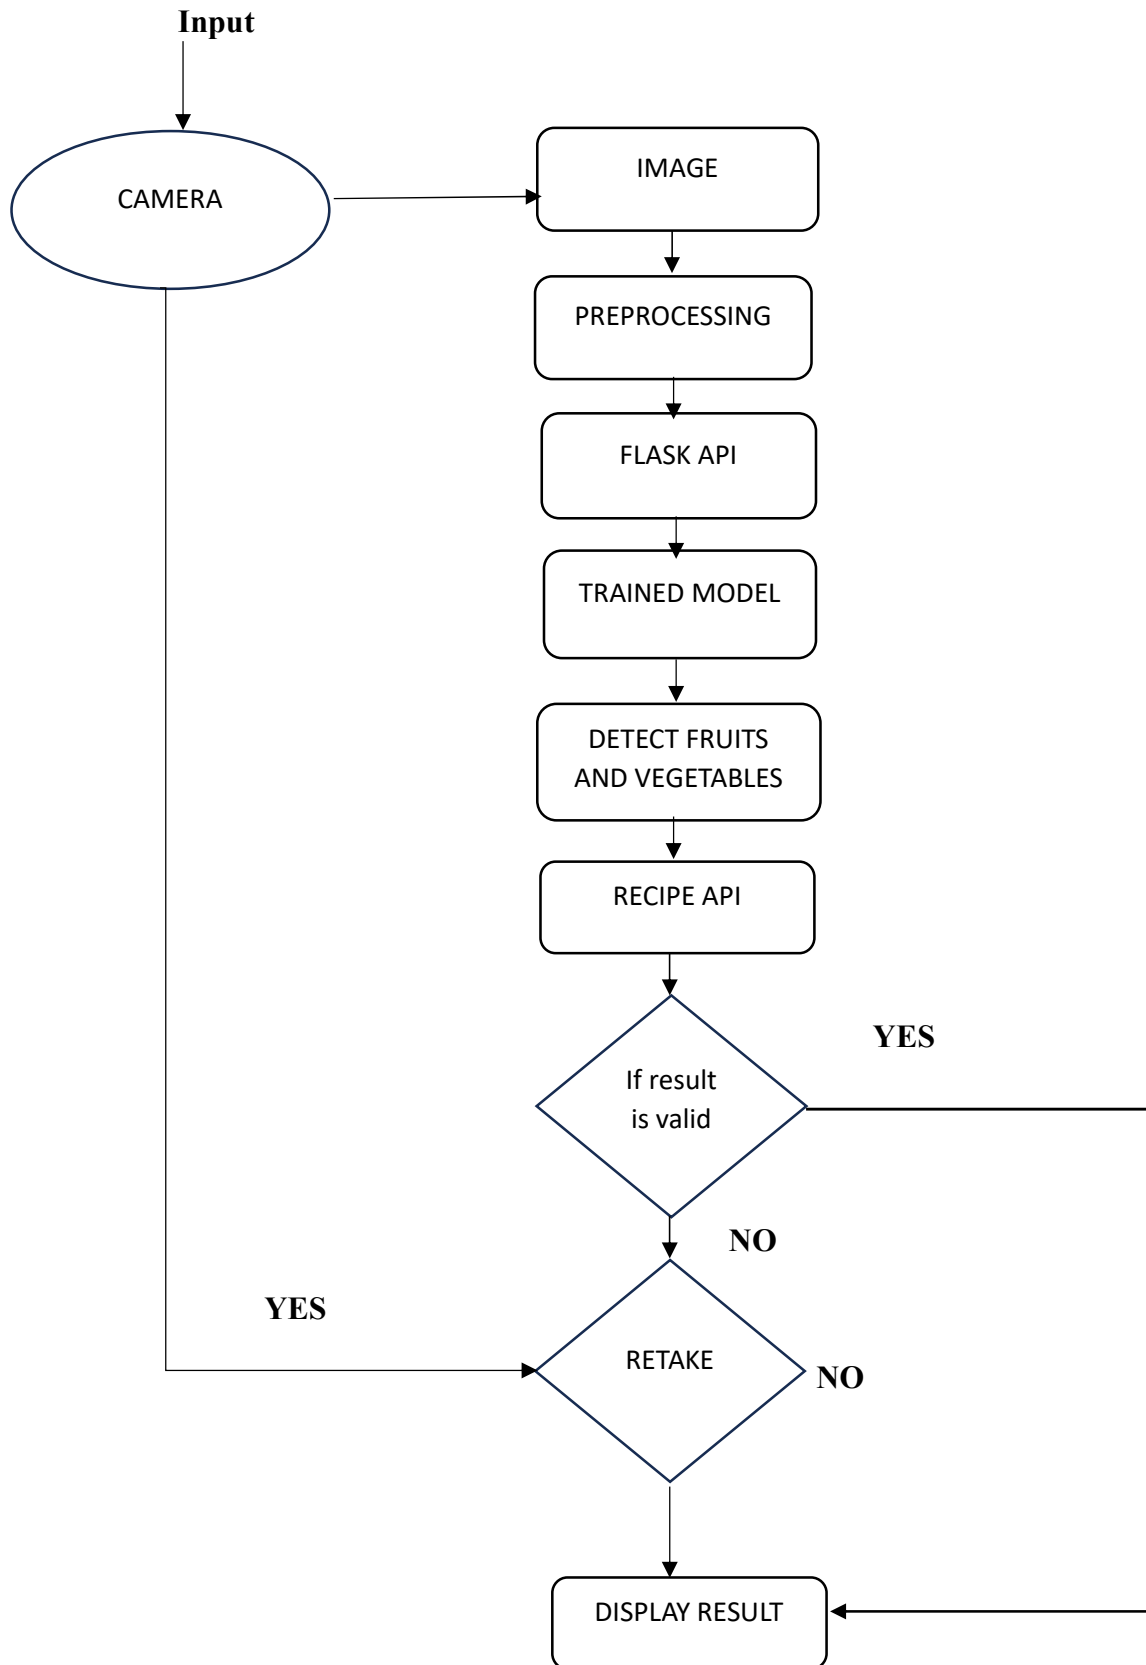 Input
CAMERA
IMAGE
PREPROCESSING
FLASK API
TRAINED MODEL
DETECT FRUITS
AND VEGETABLES
RECIPE API
YES
If result
is valid
NO
YES
RETAKE
NO
DISPLAY RESULT